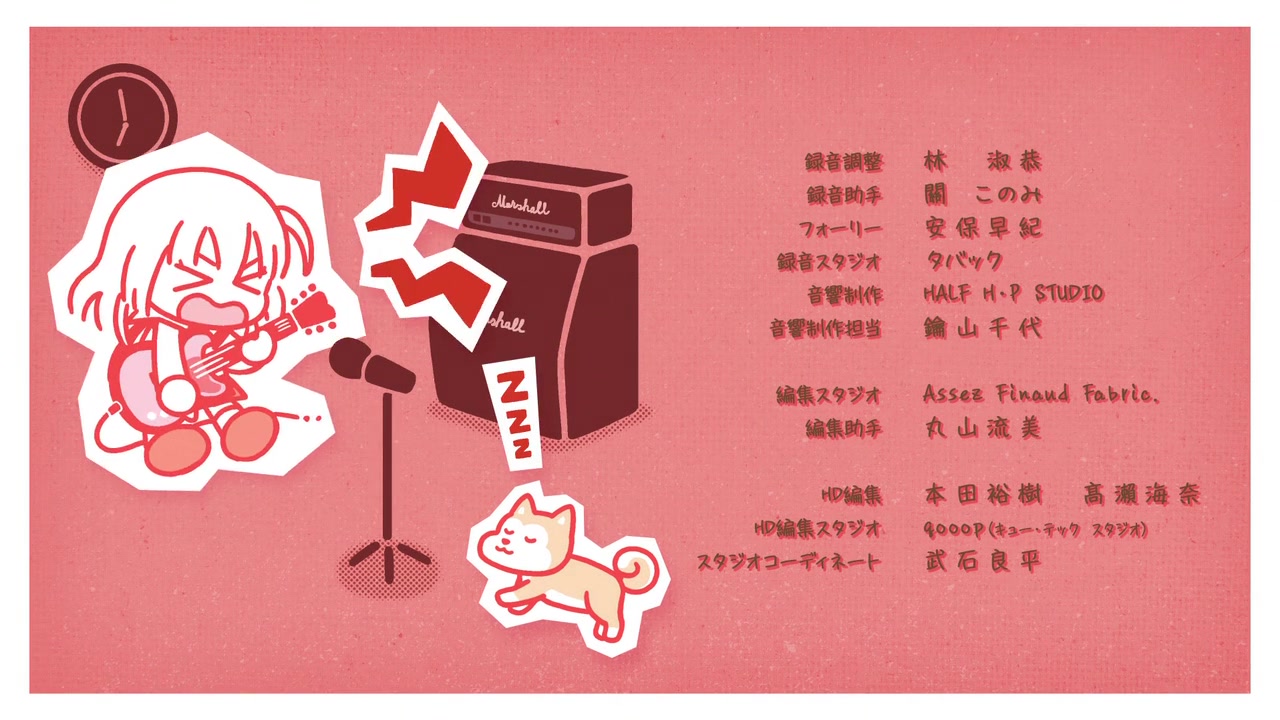 Marshall
shall
NNNN
録音調整 林 淑恭
録音助手 關 このみ
フォーリー 安保早紀
録音スタジオ タバック
音響制作 HALF H・P STUDIO
音響制作担当 鑰山千代
編集スタジオ Assez Finaud Fabric.
編集助手 丸山流美
HD編集 本田裕樹 髙瀨海奈
HD編集スタジオ qooop(キュー・テック スタジオ)
スタジオコーディネート 武石良平